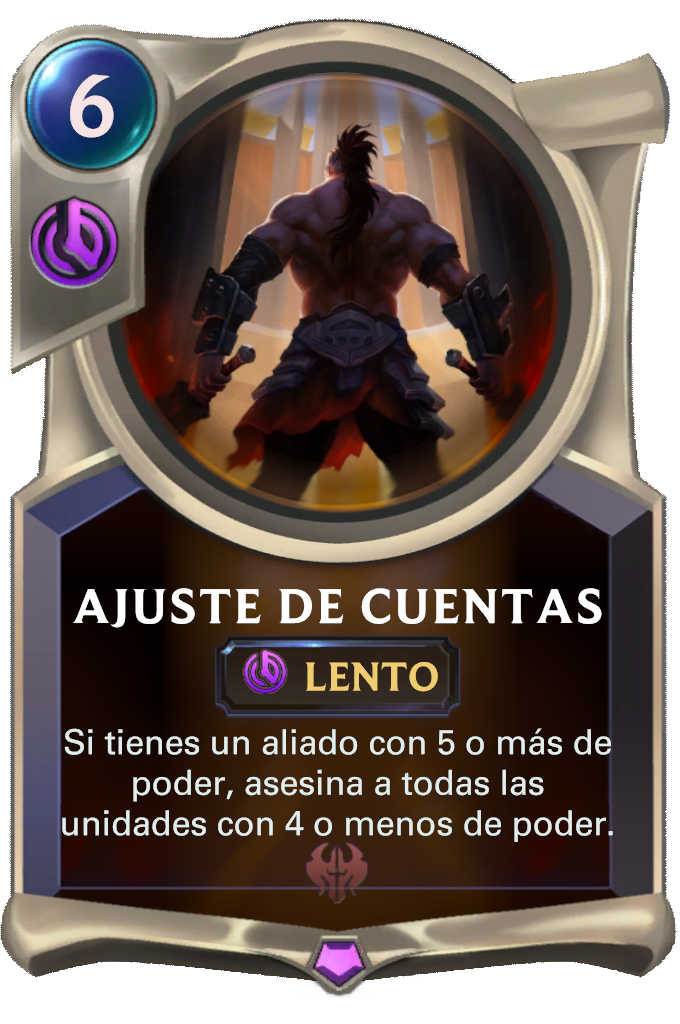 6
AJUSTE DE CUENTAS
LENTO
Si tienes un aliado con 5 o más de
poder, asesina a todas las
unidades con 4 o menos de poder.